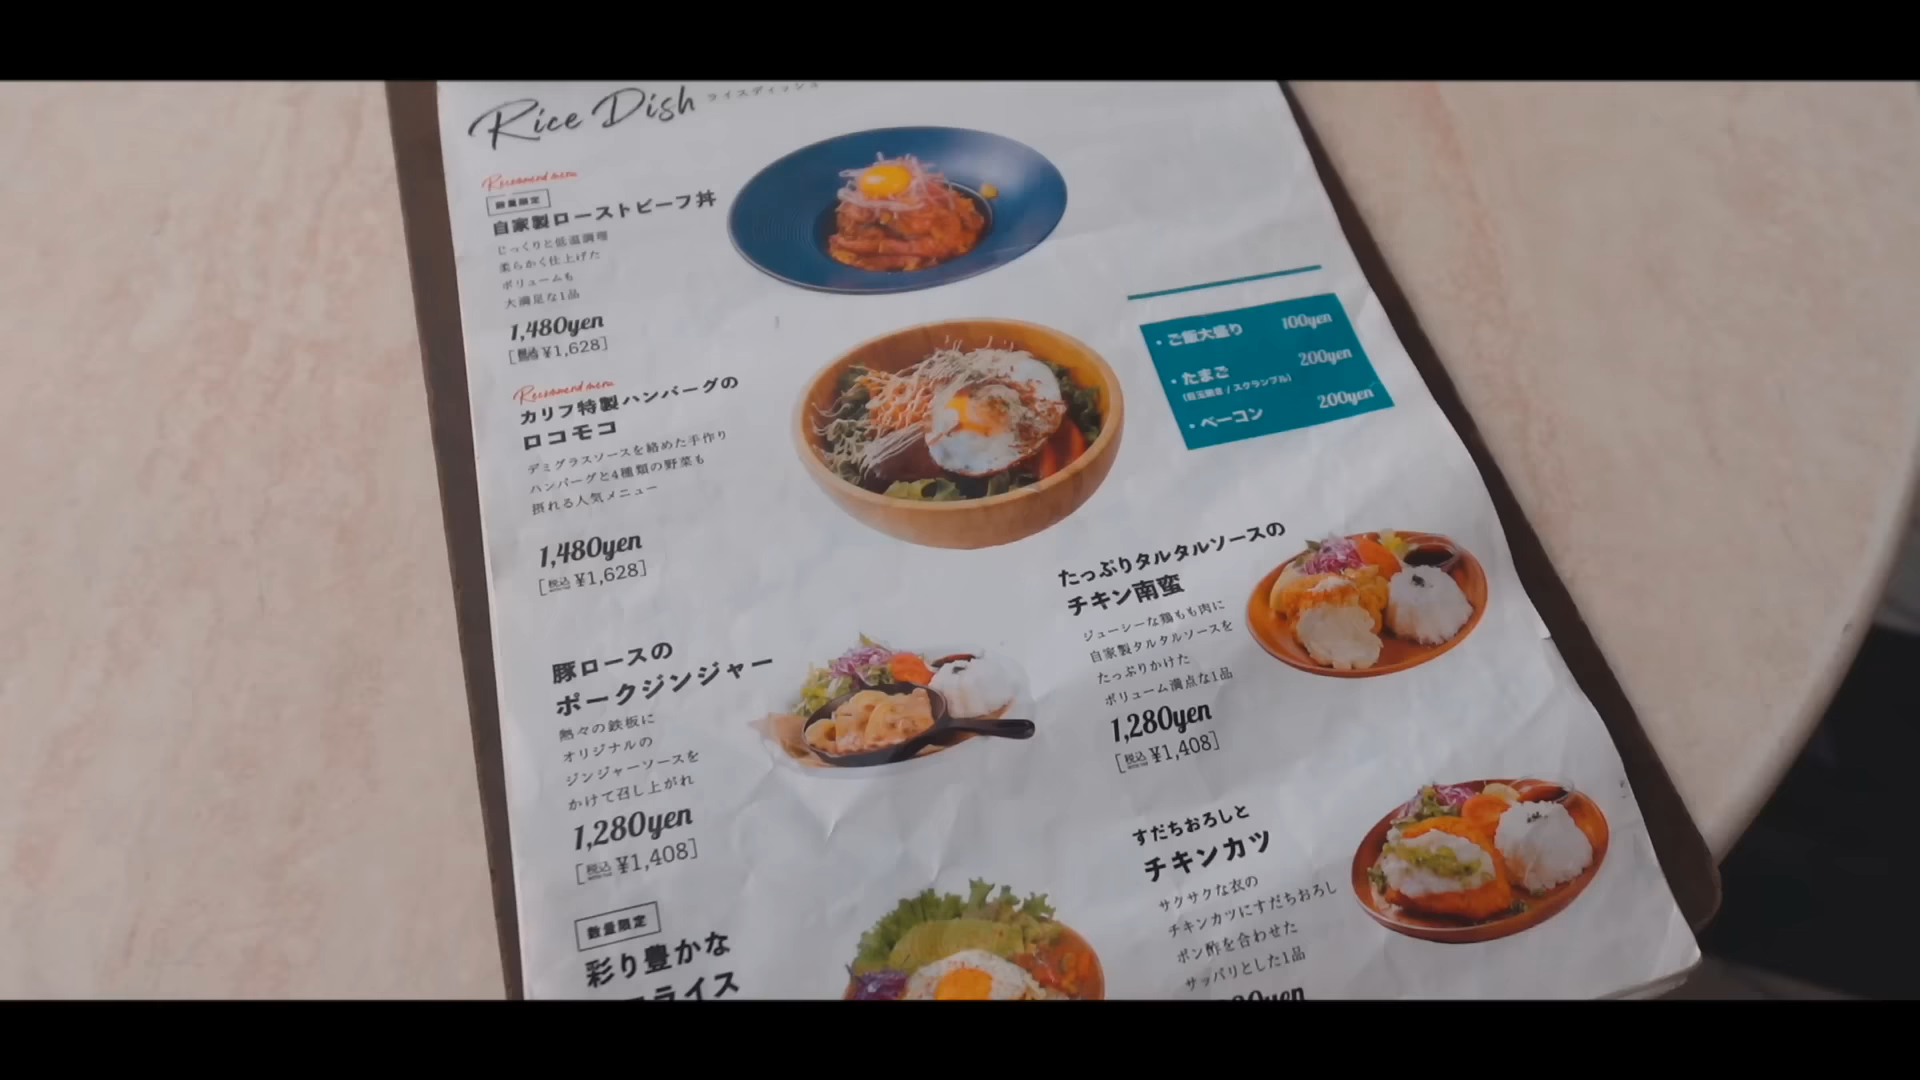 Rice Dish ライスディッシュ
Recommend menu
数量限定
自家製ローストビーフ丼
じっくりと低温調理
柔らかく仕上げた
ボリュームも
大満足な1品
1,480yen
[税込 ¥1,628]
Recommend menu
カリフ特製ハンバーグの
ロコモコ
デミグラスソースを絡めた手作り
ハンバーグと4種類の野菜も
摂れる人気メニュー
1,480yen
[税込 ¥1,628]
・ご飯大盛り 100yen
・たまご 200yen
(目玉焼き / スクランブル)
・ベーコン 200yen
豚ロースの
ポークジンジャー
熱々の鉄板に
オリジナルの
ジンジャーソースを
かけて召し上がれ
1,280yen
[税込 ¥1,408]
たっぷりタルタルソースの
チキン南蛮
ジューシーな鶏もも肉に
自家製タルタルソースを
たっぷりかけた
ボリューム満点な1品
1,280yen
[税込 ¥1,408]
数量限定
彩り豊かな
ライス
すだちおろしと
チキンカツ
サクサクな衣の
チキンカツにすだちおろし
ポン酢を合わせた
サッパリとした1品